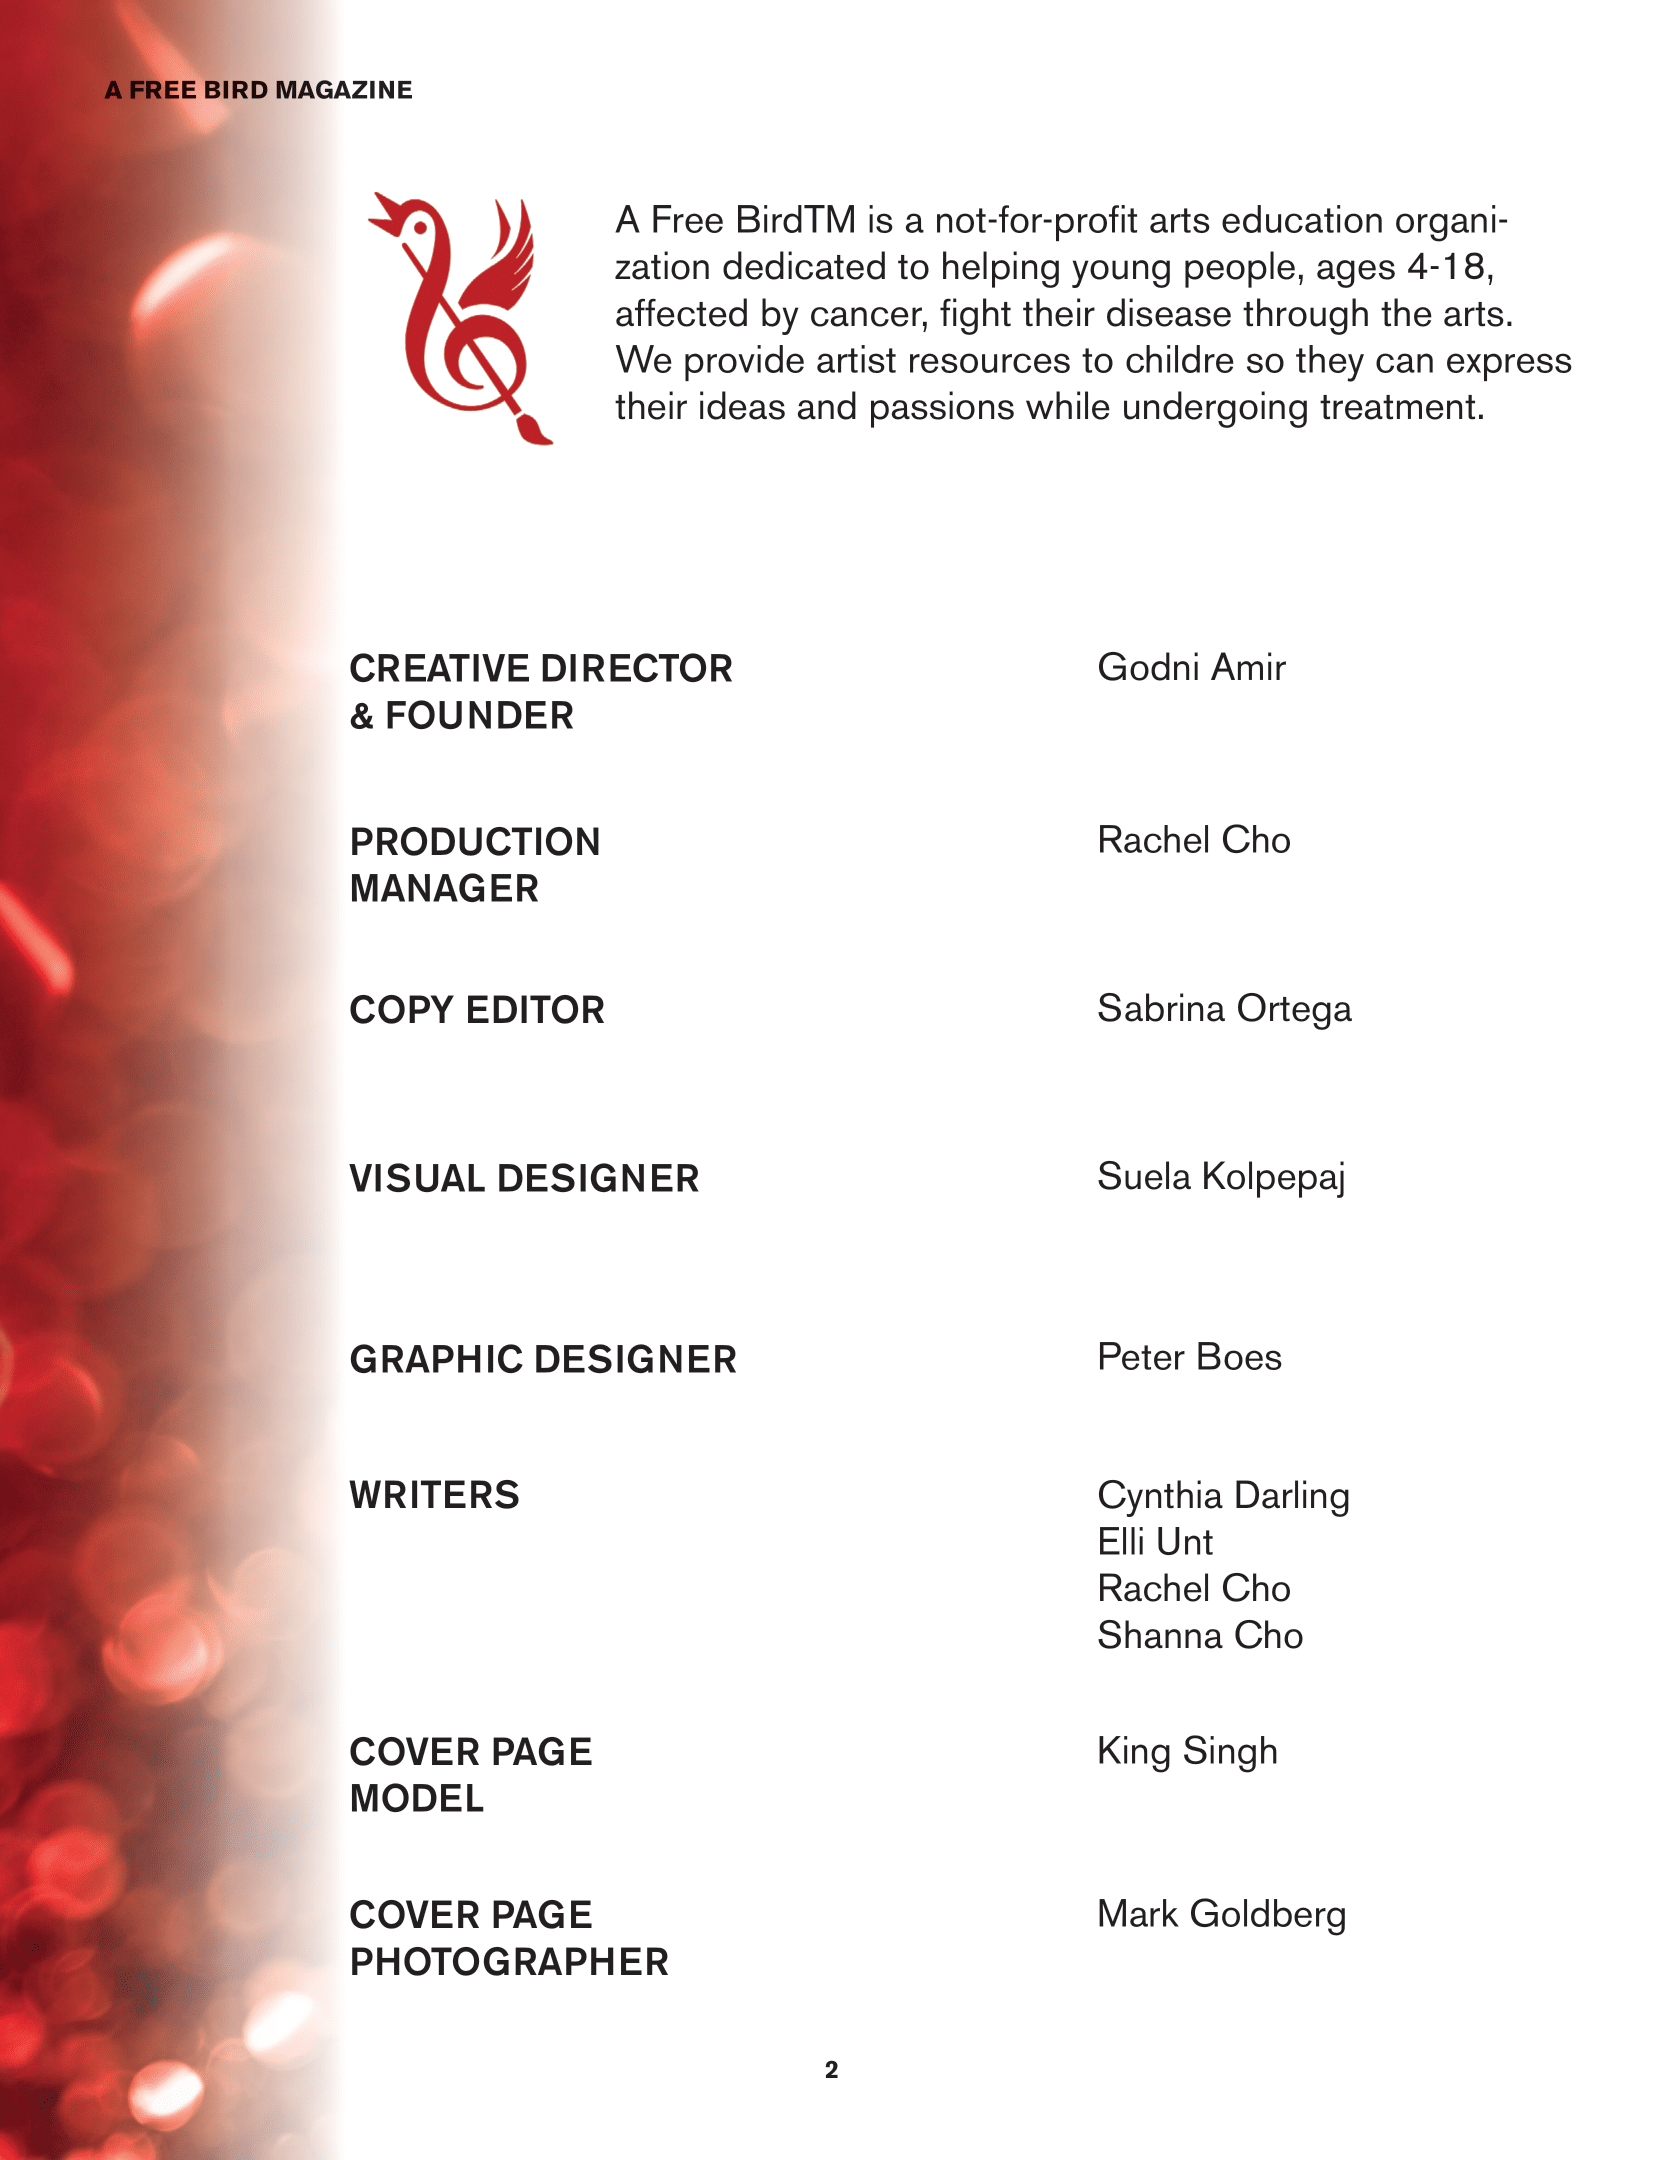 A FREE BIRD MAGAZINE
A Free BirdTM is a not-for-profit arts education organi-
zation dedicated to helping young people, ages 4-18,
affected by cancer, fight their disease through the arts.
We provide artist resources to childre so they can express
their ideas and passions while undergoing treatment.
CREATIVE DIRECTOR
& FOUNDER
Godni Amir
PRODUCTION
MANAGER
Rachel Cho
COPY EDITOR
Sabrina Ortega
VISUAL DESIGNER
Suela Kolpepaj
GRAPHIC DESIGNER
Peter Boes
WRITERS
Cynthia Darling
Elli Unt
Rachel Cho
Shanna Cho
COVER PAGE
MODEL
King Singh
COVER PAGE
PHOTOGRAPHER
Mark Goldberg
2